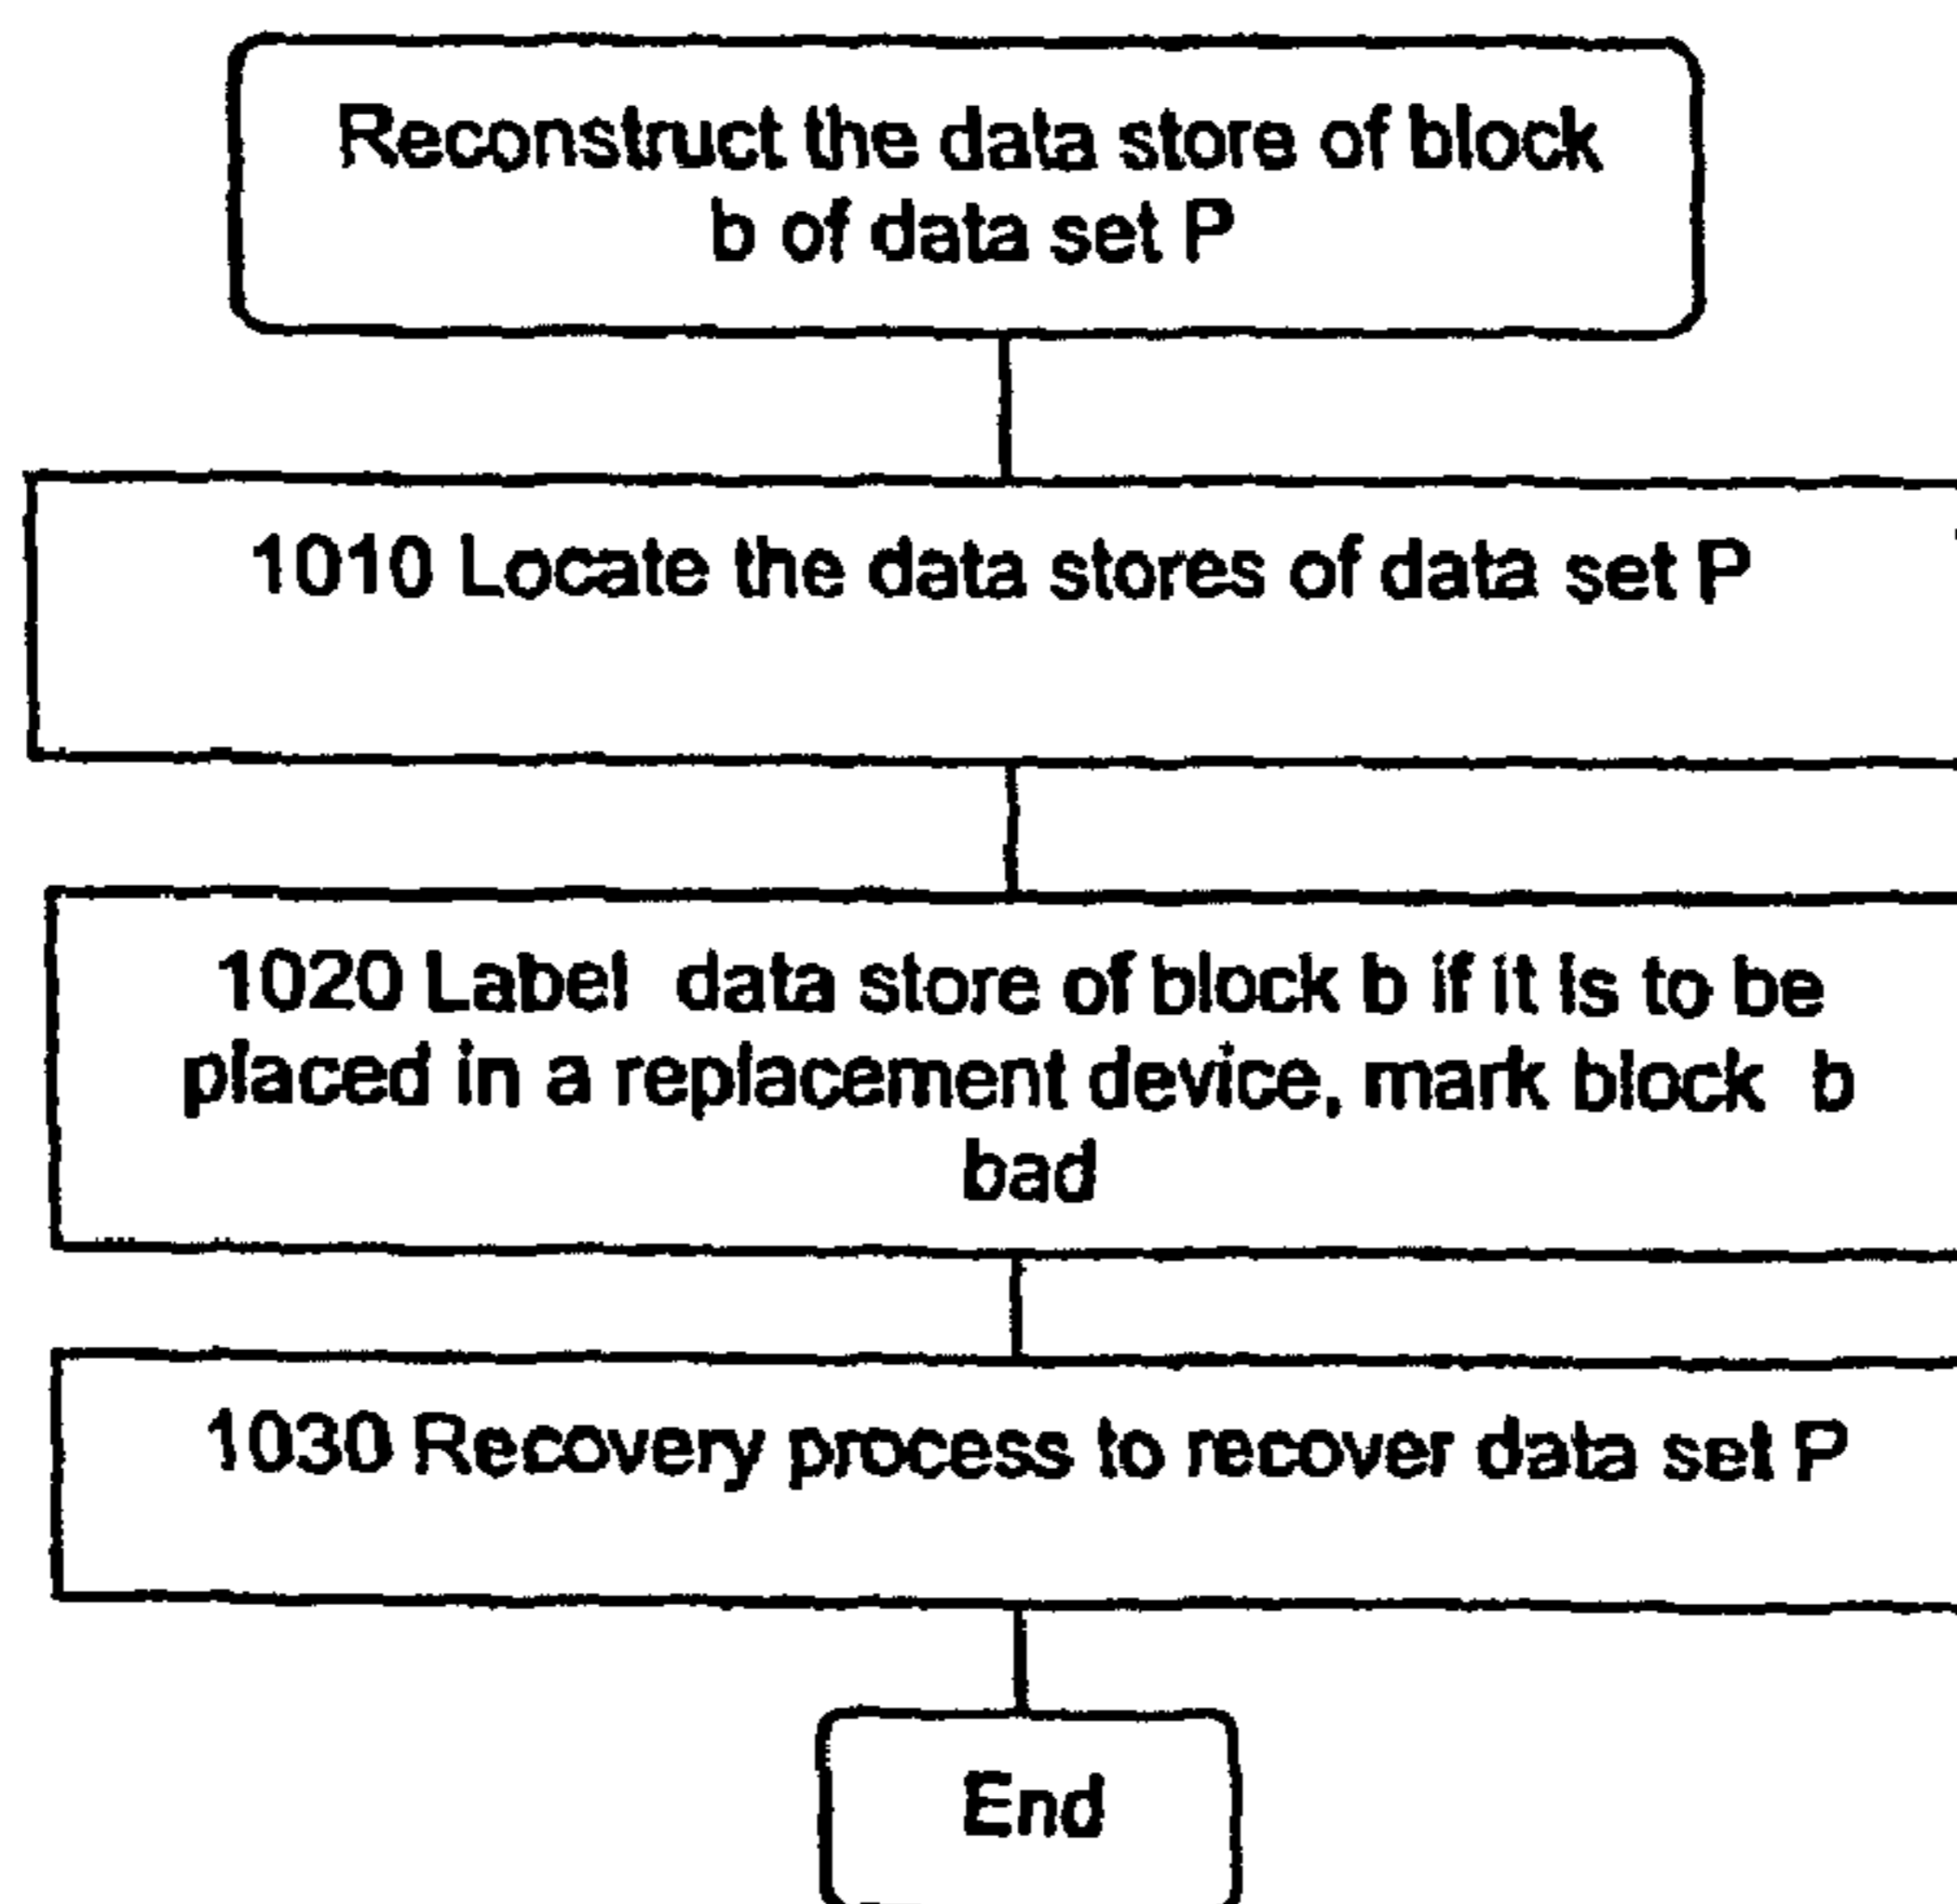 Reconstruct the data store of block
b of data set P
1010 Locate the data stores of data set P
1020 Label data store of block b if it is to be
placed in a replacement device, mark block b
bad
1030 Recovery process to recover data set P
End